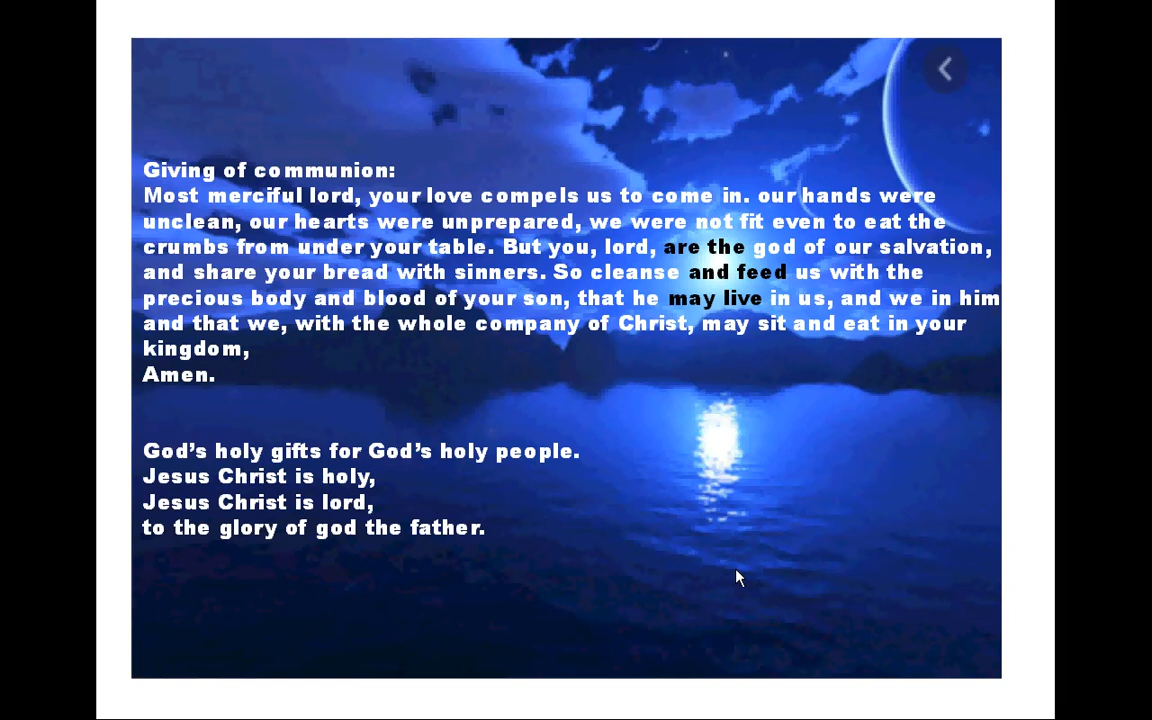 Giving of communion:
Most merciful lord, your love compels us to come in. our hands were
unclean, our hearts were unprepared, we were not fit even to eat the
crumbs from under your table. But you, lord, are the god of our salvation,
and share your bread with sinners. So cleanse and feed us with the
precious body and blood of your son, that he may live in us, and we in him
and that we, with the whole company of Christ, may sit and eat in your
kingdom,
Amen.
God’s holy gifts for God’s holy people.
Jesus Christ is holy,
Jesus Christ is lord,
to the glory of god the father.